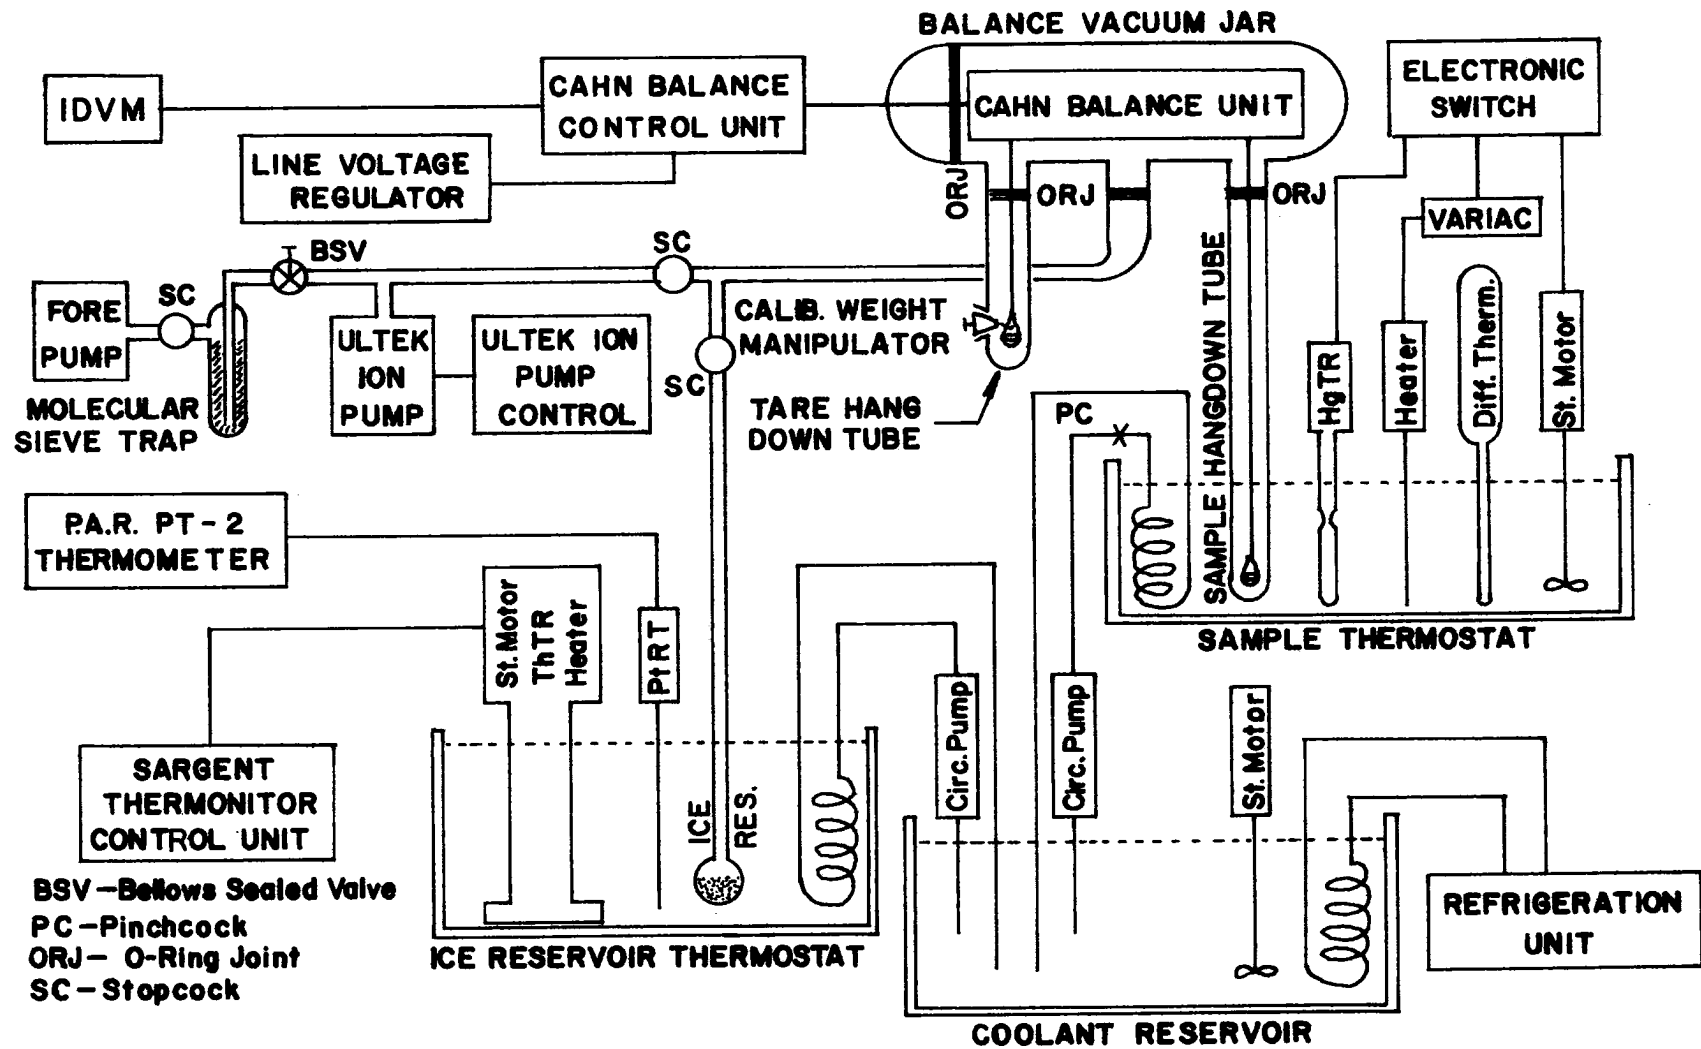 BALANCE VACUUM JAR
IDVM
CAHN BALANCE
CONTROL UNIT
CAHN BALANCE UNIT
ELECTRONIC
SWITCH
LINE VOLTAGE
REGULATOR
ORJ
ORJ
ORJ
VARIAC
BSV
SC
SC
FORE
PUMP
MOLECULAR
SIEVE TRAP
ULTEK
ION
PUMP
ULTEK ION
PUMP
CONTROL
SC
CALIB. WEIGHT
MANIPULATOR
TARE HANG
DOWN TUBE
PC
SAMPLE HANGDOWN TUBE
HgTR
Heater
Diff. Therm.
St. Motor
SAMPLE THERMOSTAT
P.A.R. PT-2
THERMOMETER
St. Motor
ThTR
Heater
PtRT
ICE
RES.
Circ. Pump
Circ. Pump
St. Motor
SARGENT
THERMONITOR
CONTROL UNIT
REFRIGERATION
UNIT
BSV-Bellows Sealed Valve
PC-Pinchcock
ORJ- O-Ring Joint
SC-Stopcock
ICE RESERVOIR THERMOSTAT
COOLANT RESERVOIR